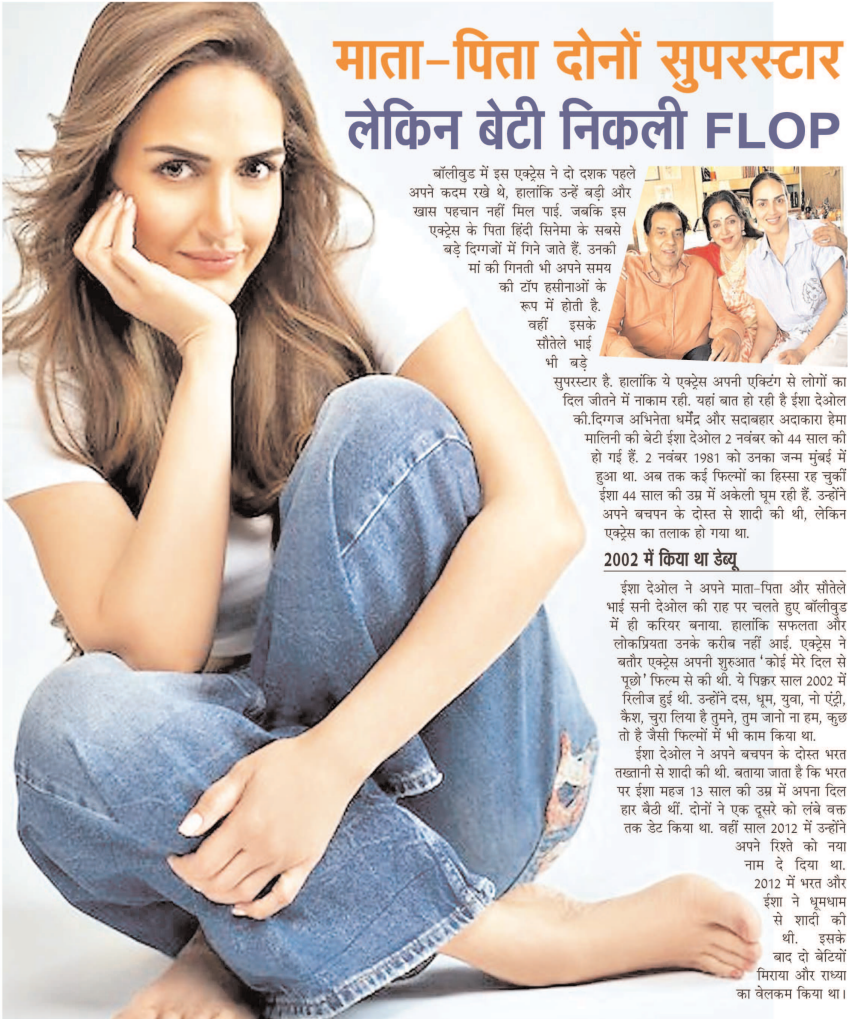 माता-पिता दोनों सुपरस्टार
लेकिन बेटी निकली FLOP
बॉलीवुड में इस एक्ट्रेस ने दो दशक पहले
अपने कदम रखे थे, हालांकि उन्हें बड़ी और
खास पहचान नहीं मिल पाई. जबकि इस
एक्ट्रेस के पिता हिंदी सिनेमा के सबसे
बड़े दिग्गजों में गिने जाते हैं. उनकी
मां की गिनती भी अपने समय
की टॉप हसीनाओं के
रूप में होती है.
वहीं इसके
सौतेले भाई
भी बड़े
सुपरस्टार है. हालांकि ये एक्ट्रेस अपनी एक्टिंग से लोगों का
दिल जीतने में नाकाम रही. यहां बात हो रही है ईशा देओल
की.दिग्गज अभिनेता धर्मेंद्र और सदाबहार अदाकारा हेमा
मालिनी की बेटी ईशा देओल 2 नवंबर को 44 साल की
हो गई हैं. 2 नवंबर 1981 को उनका जन्म मुंबई में
हुआ था. अब तक कई फिल्मों का हिस्सा रह चुकीं
ईशा 44 साल की उम्र में अकेली घूम रही हैं. उन्होंने
अपने बचपन के दोस्त से शादी की थी, लेकिन
एक्ट्रेस का तलाक हो गया था.
2002 में किया था डेब्यू
ईशा देओल ने अपने माता-पिता और सौतेले
भाई सनी देओल की राह पर चलते हुए बॉलीवुड
में ही करियर बनाया. हालांकि सफलता और
लोकप्रियता उनके करीब नहीं आई. एक्ट्रेस ने
बतौर एक्ट्रेस अपनी शुरुआत 'कोई मेरे दिल से
पूछो' फिल्म से की थी. ये पिक्चर साल 2002 में
रिलीज हुई थी. उन्होंने दस, धूम, युवा, नो एंट्री,
कैश, चुरा लिया है तुमने, तुम जानो ना हम, कुछ
तो है जैसी फिल्मों में भी काम किया था.
ईशा देओल ने अपने बचपन के दोस्त भरत
तख्तानी से शादी की थी. बताया जाता है कि भरत
पर ईशा महज 13 साल की उम्र में अपना दिल
हार बैठी थीं. दोनों ने एक दूसरे को लंबे वक्त
तक डेट किया था. वहीं साल 2012 में उन्होंने
अपने रिश्ते को नया
नाम दे दिया था.
2012 में भरत और
ईशा ने धूमधाम
से शादी की
थी. इसके
बाद दो बेटियों
मिराया और राध्या
का वेलकम किया था।